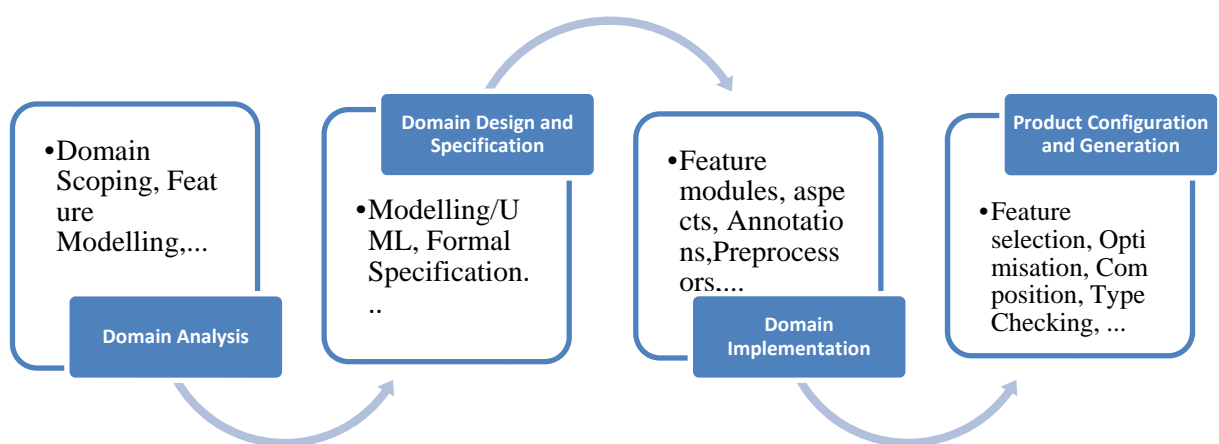 •Domain
Scoping, Feat
ure
Modelling,...
Domain Analysis
Domain Design and
Specification
•Modelling/U
ML, Formal
Specification.
..
•Feature
modules, aspe
cts, Annotatio
ns,Preprocess
ors,...
Domain
Implementation
Product Configuration
and Generation
•Feature
selection, Opti
misation, Com
position, Type
Checking, ...